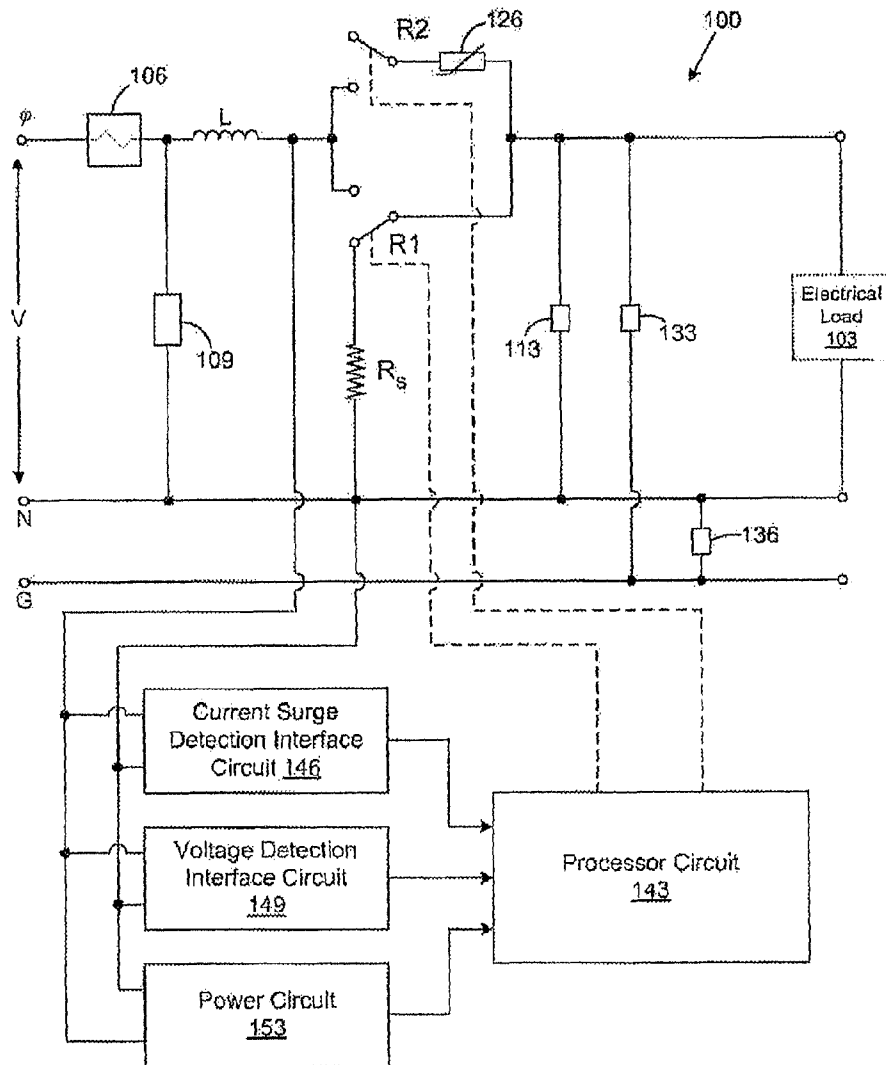 R2
126
100
106
φ
L
R1
V
109
Rs
113
133
Electrical
Load
103
N
136
G
Current Surge
Detection Interface
Circuit 146
Voltage Detection
Interface Circuit
149
Processor Circuit
143
Power Circuit
153